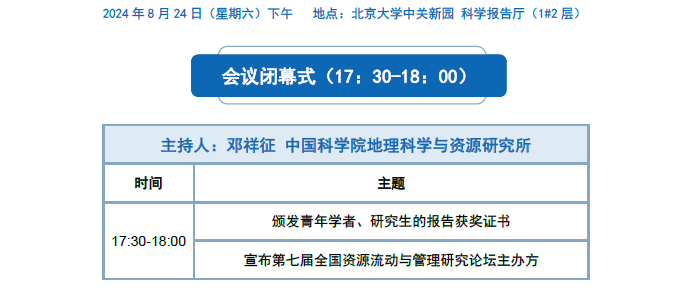 2024 年 8 月 24 日（星期六）下午 地点：北京大学中关新园 科学报告厅（1#2 层）
会议闭幕式（17：30-18：00）
主持人：邓祥征 中国科学院地理科学与资源研究所
时间 主题
17:30-18:00
颁发青年学者、研究生的报告获奖证书
宣布第七届全国资源流动与管理研究论坛主办方